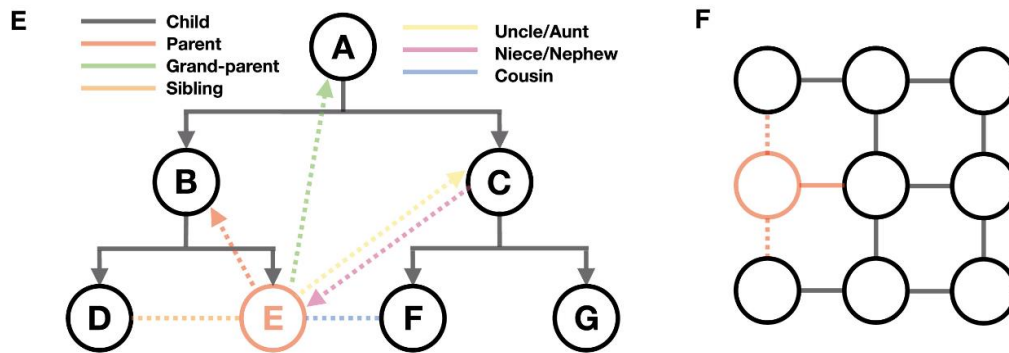 E
Child
Parent
Grand-parent
Sibling
Uncle/Aunt
Niece/Nephew
Cousin
A
B
C
D
E
F
G
F